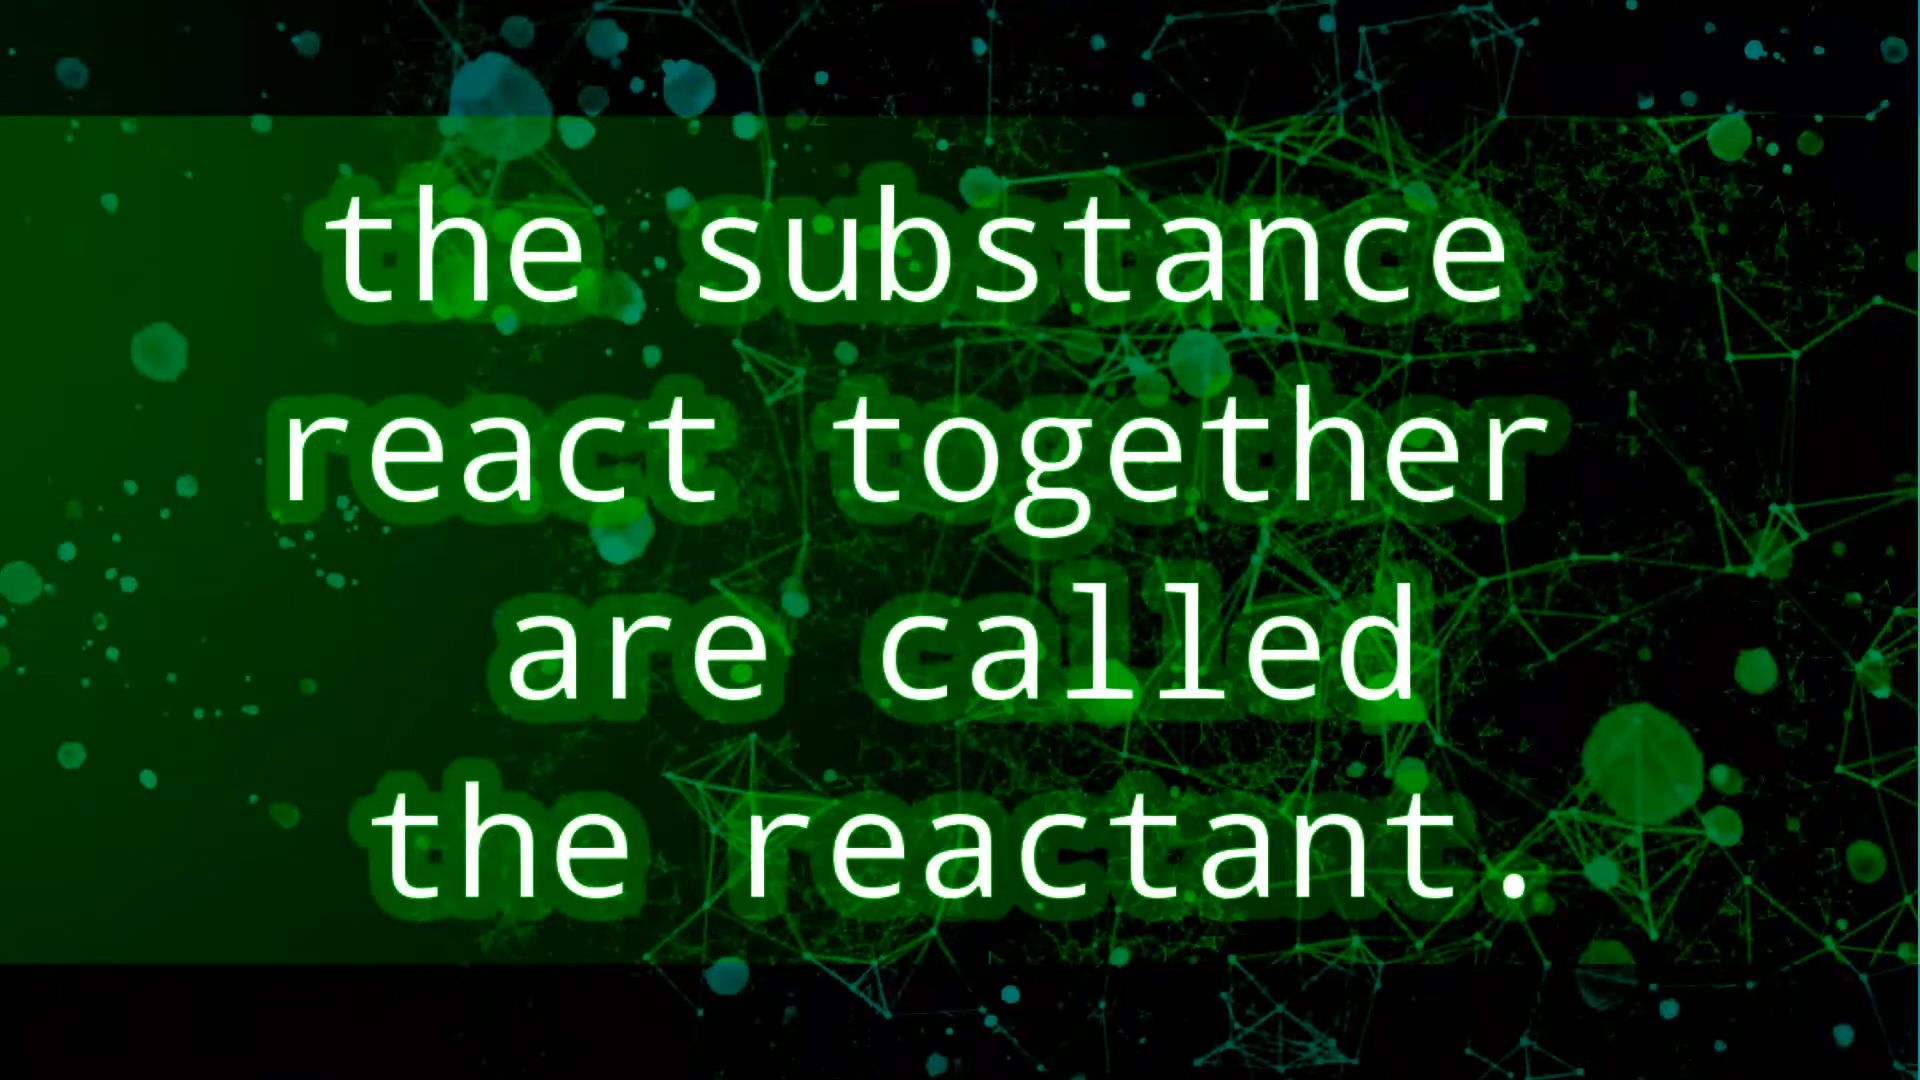 the substance
react together
are called
the reactant.